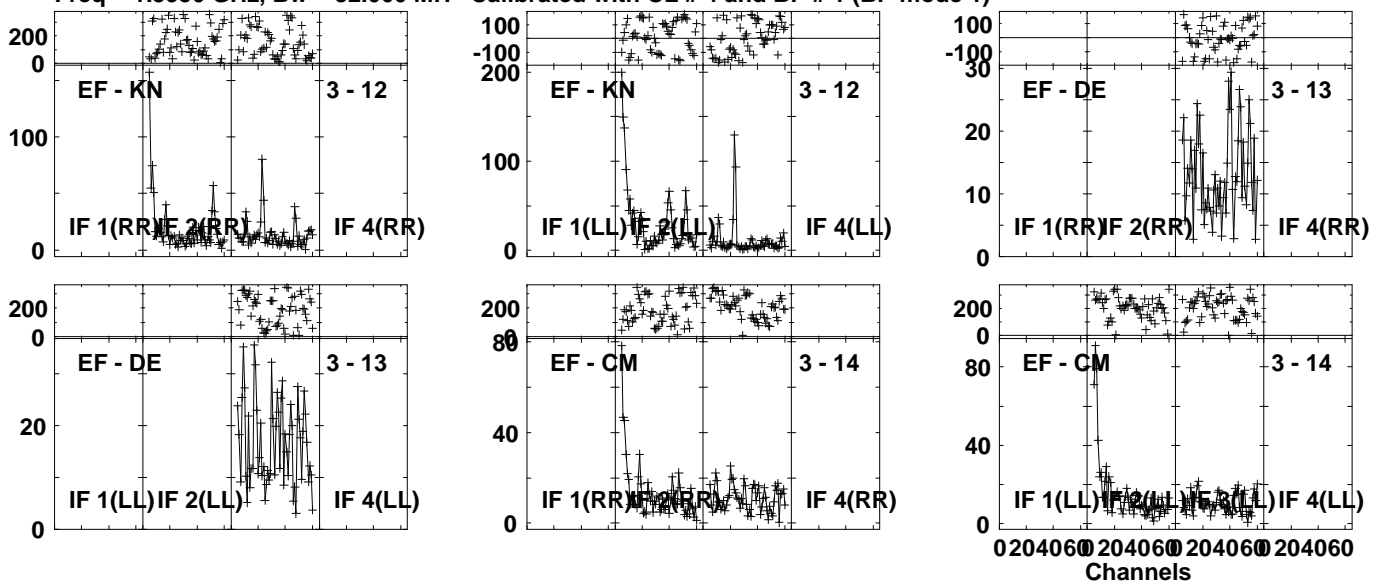 200
0
100
-100
100
-100
EF - KN 3 - 12
100
0
IF 1(RR) IF 2(RR) IF 4(RR)
200
EF - KN 3 - 12
100
0
IF 1(LL) IF 2(LL) IF 4(LL)
30
EF - DE 3 - 13
20
10
0
IF 1(RR) IF 2(RR) IF 4(RR)
200
0
200
0
200
0
EF - DE 3 - 13
20
0
IF 1(LL) IF 2(LL) IF 4(LL)
80
EF - CM 3 - 14
40
0
IF 1(RR) IF 2(RR) IF 4(RR)
80
EF - CM 3 - 14
40
0
IF 1(LL) IF 2(LL) IF 3(LL) IF 4(LL)
0 20 40 60 0 20 40 60 0 20 40 60 0 20 40 60
Channels